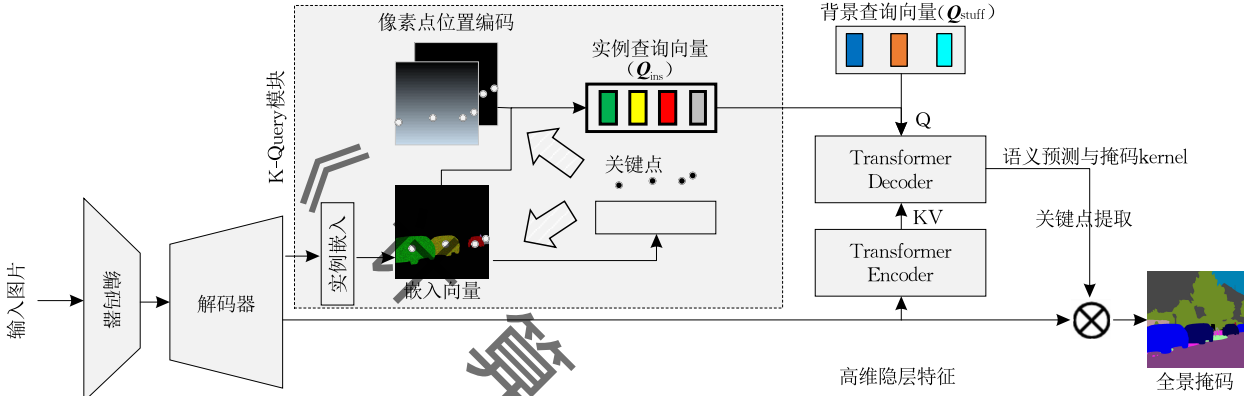 像素点位置编码
背景查询向量(Qstuff)
实例查询向量
(Qins)
K-Query模块
Q
关键点
Transformer
Decoder
语义预测与掩码kernel
KV
关键点提取
实例嵌入
Transformer
Encoder
嵌入向量
输入图片
编码器
解码器
高维隐层特征
全景掩码
《
算